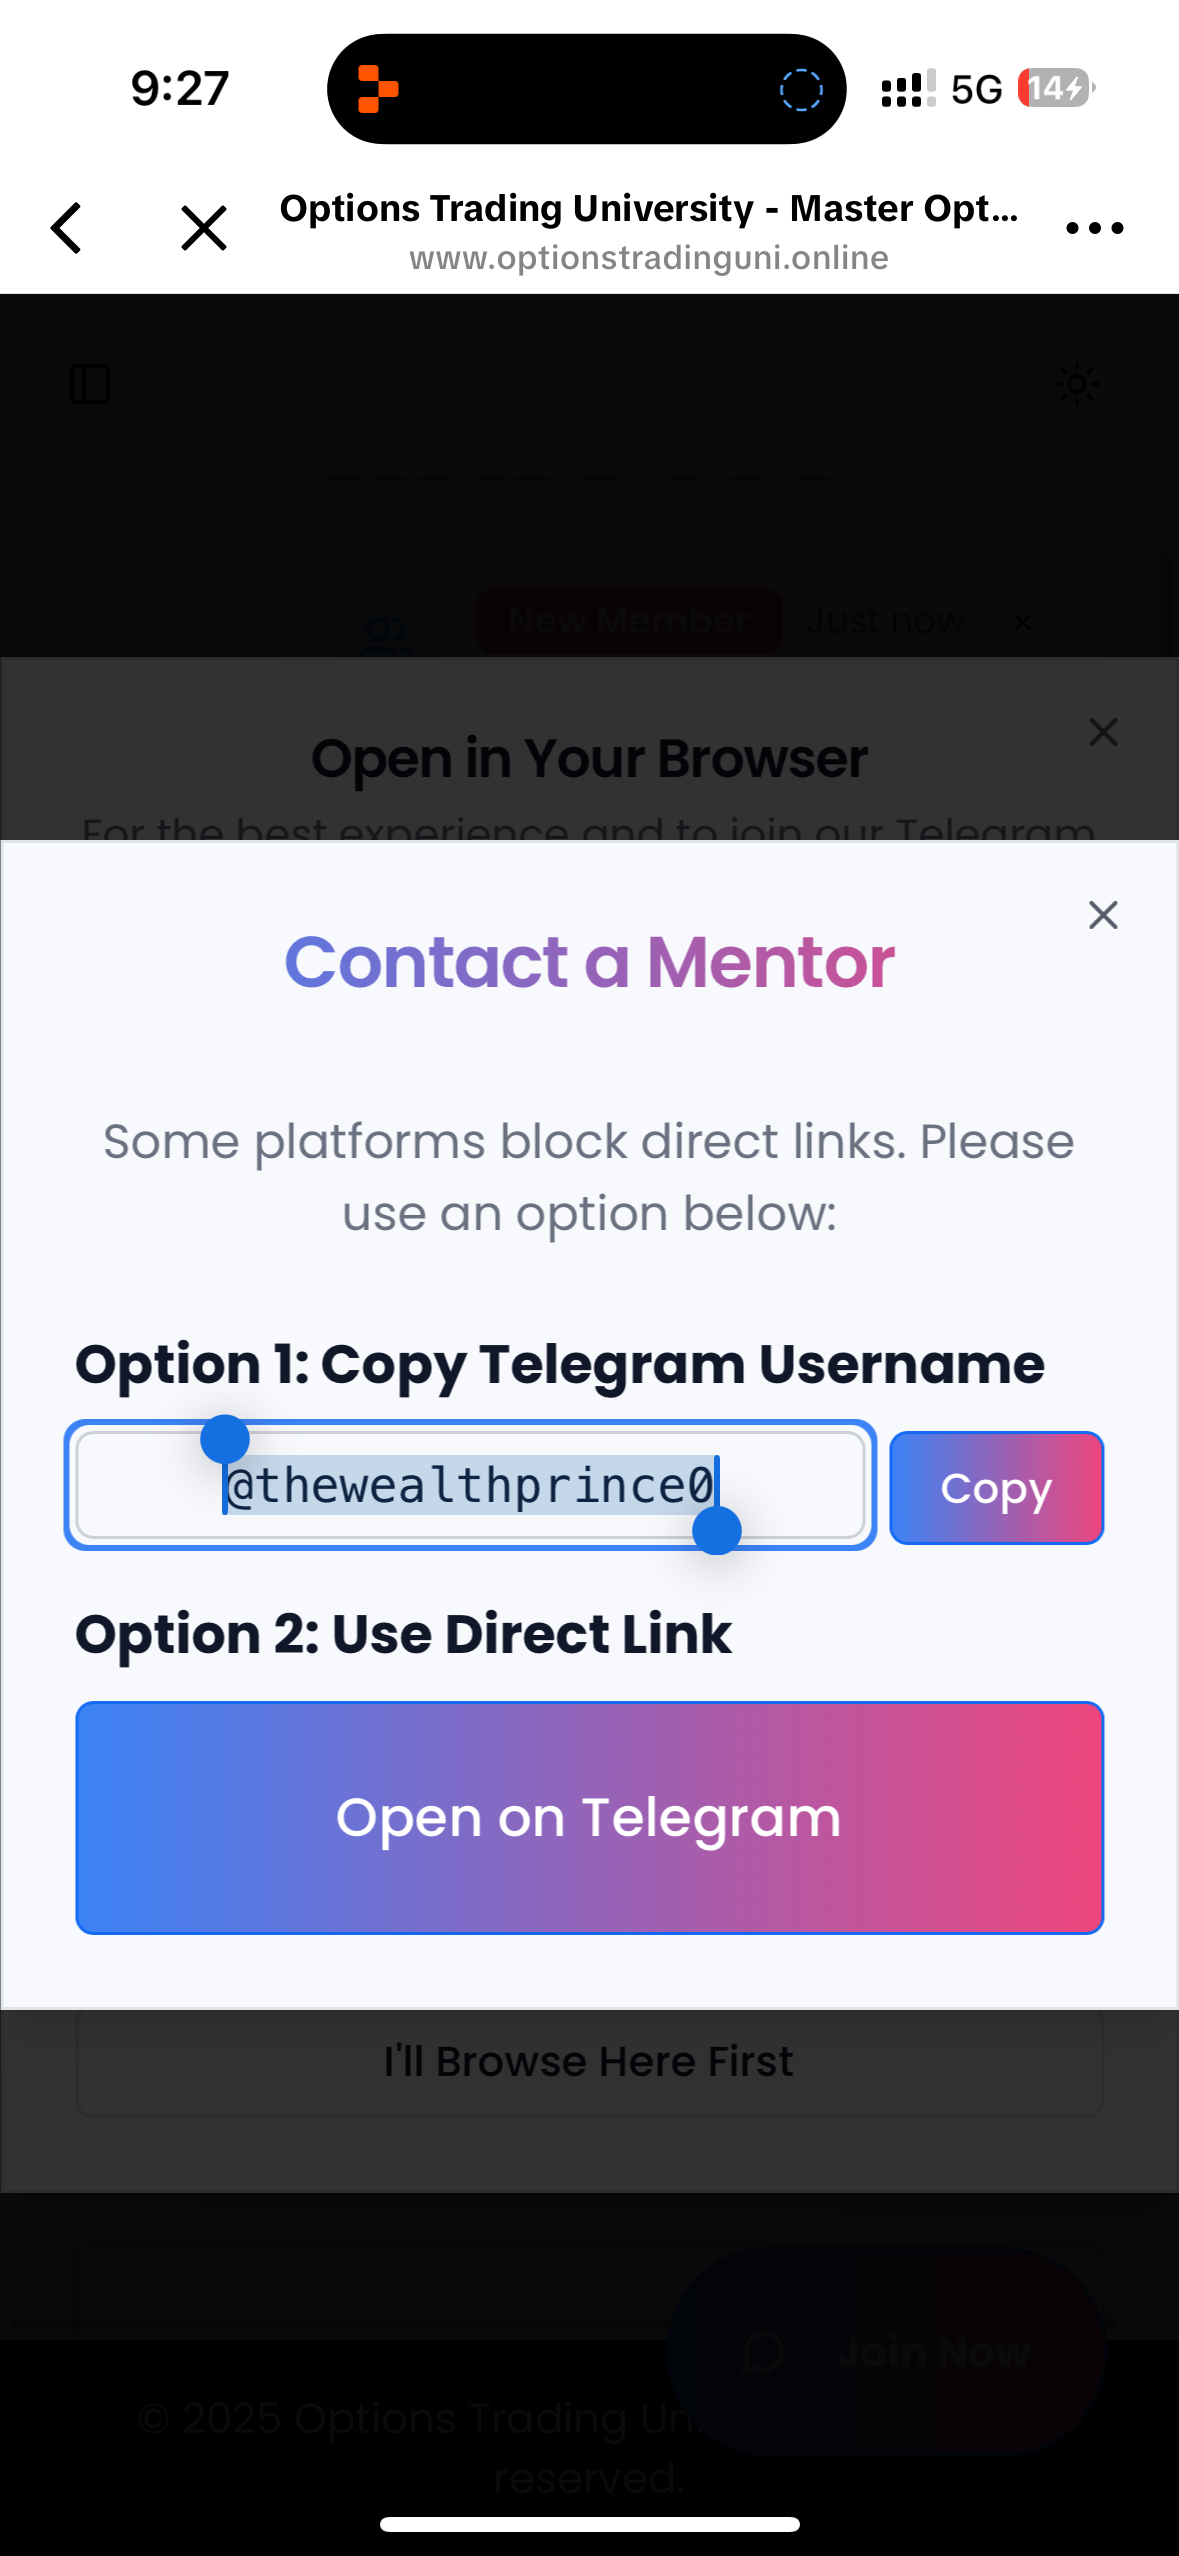 9:27
5G
14
Options Trading University - Master Opt...
www.optionstradinguni.online
New Member
Just now
Open in Your Browser
For the best experience and to join our Telegram
Contact a Mentor
Some platforms block direct links. Please
use an option below:
Option 1: Copy Telegram Username
@thewealthprince0
Copy
Option 2: Use Direct Link
Open on Telegram
I'll Browse Here First
Join Now
© 2025 Options Trading Un
reserved.